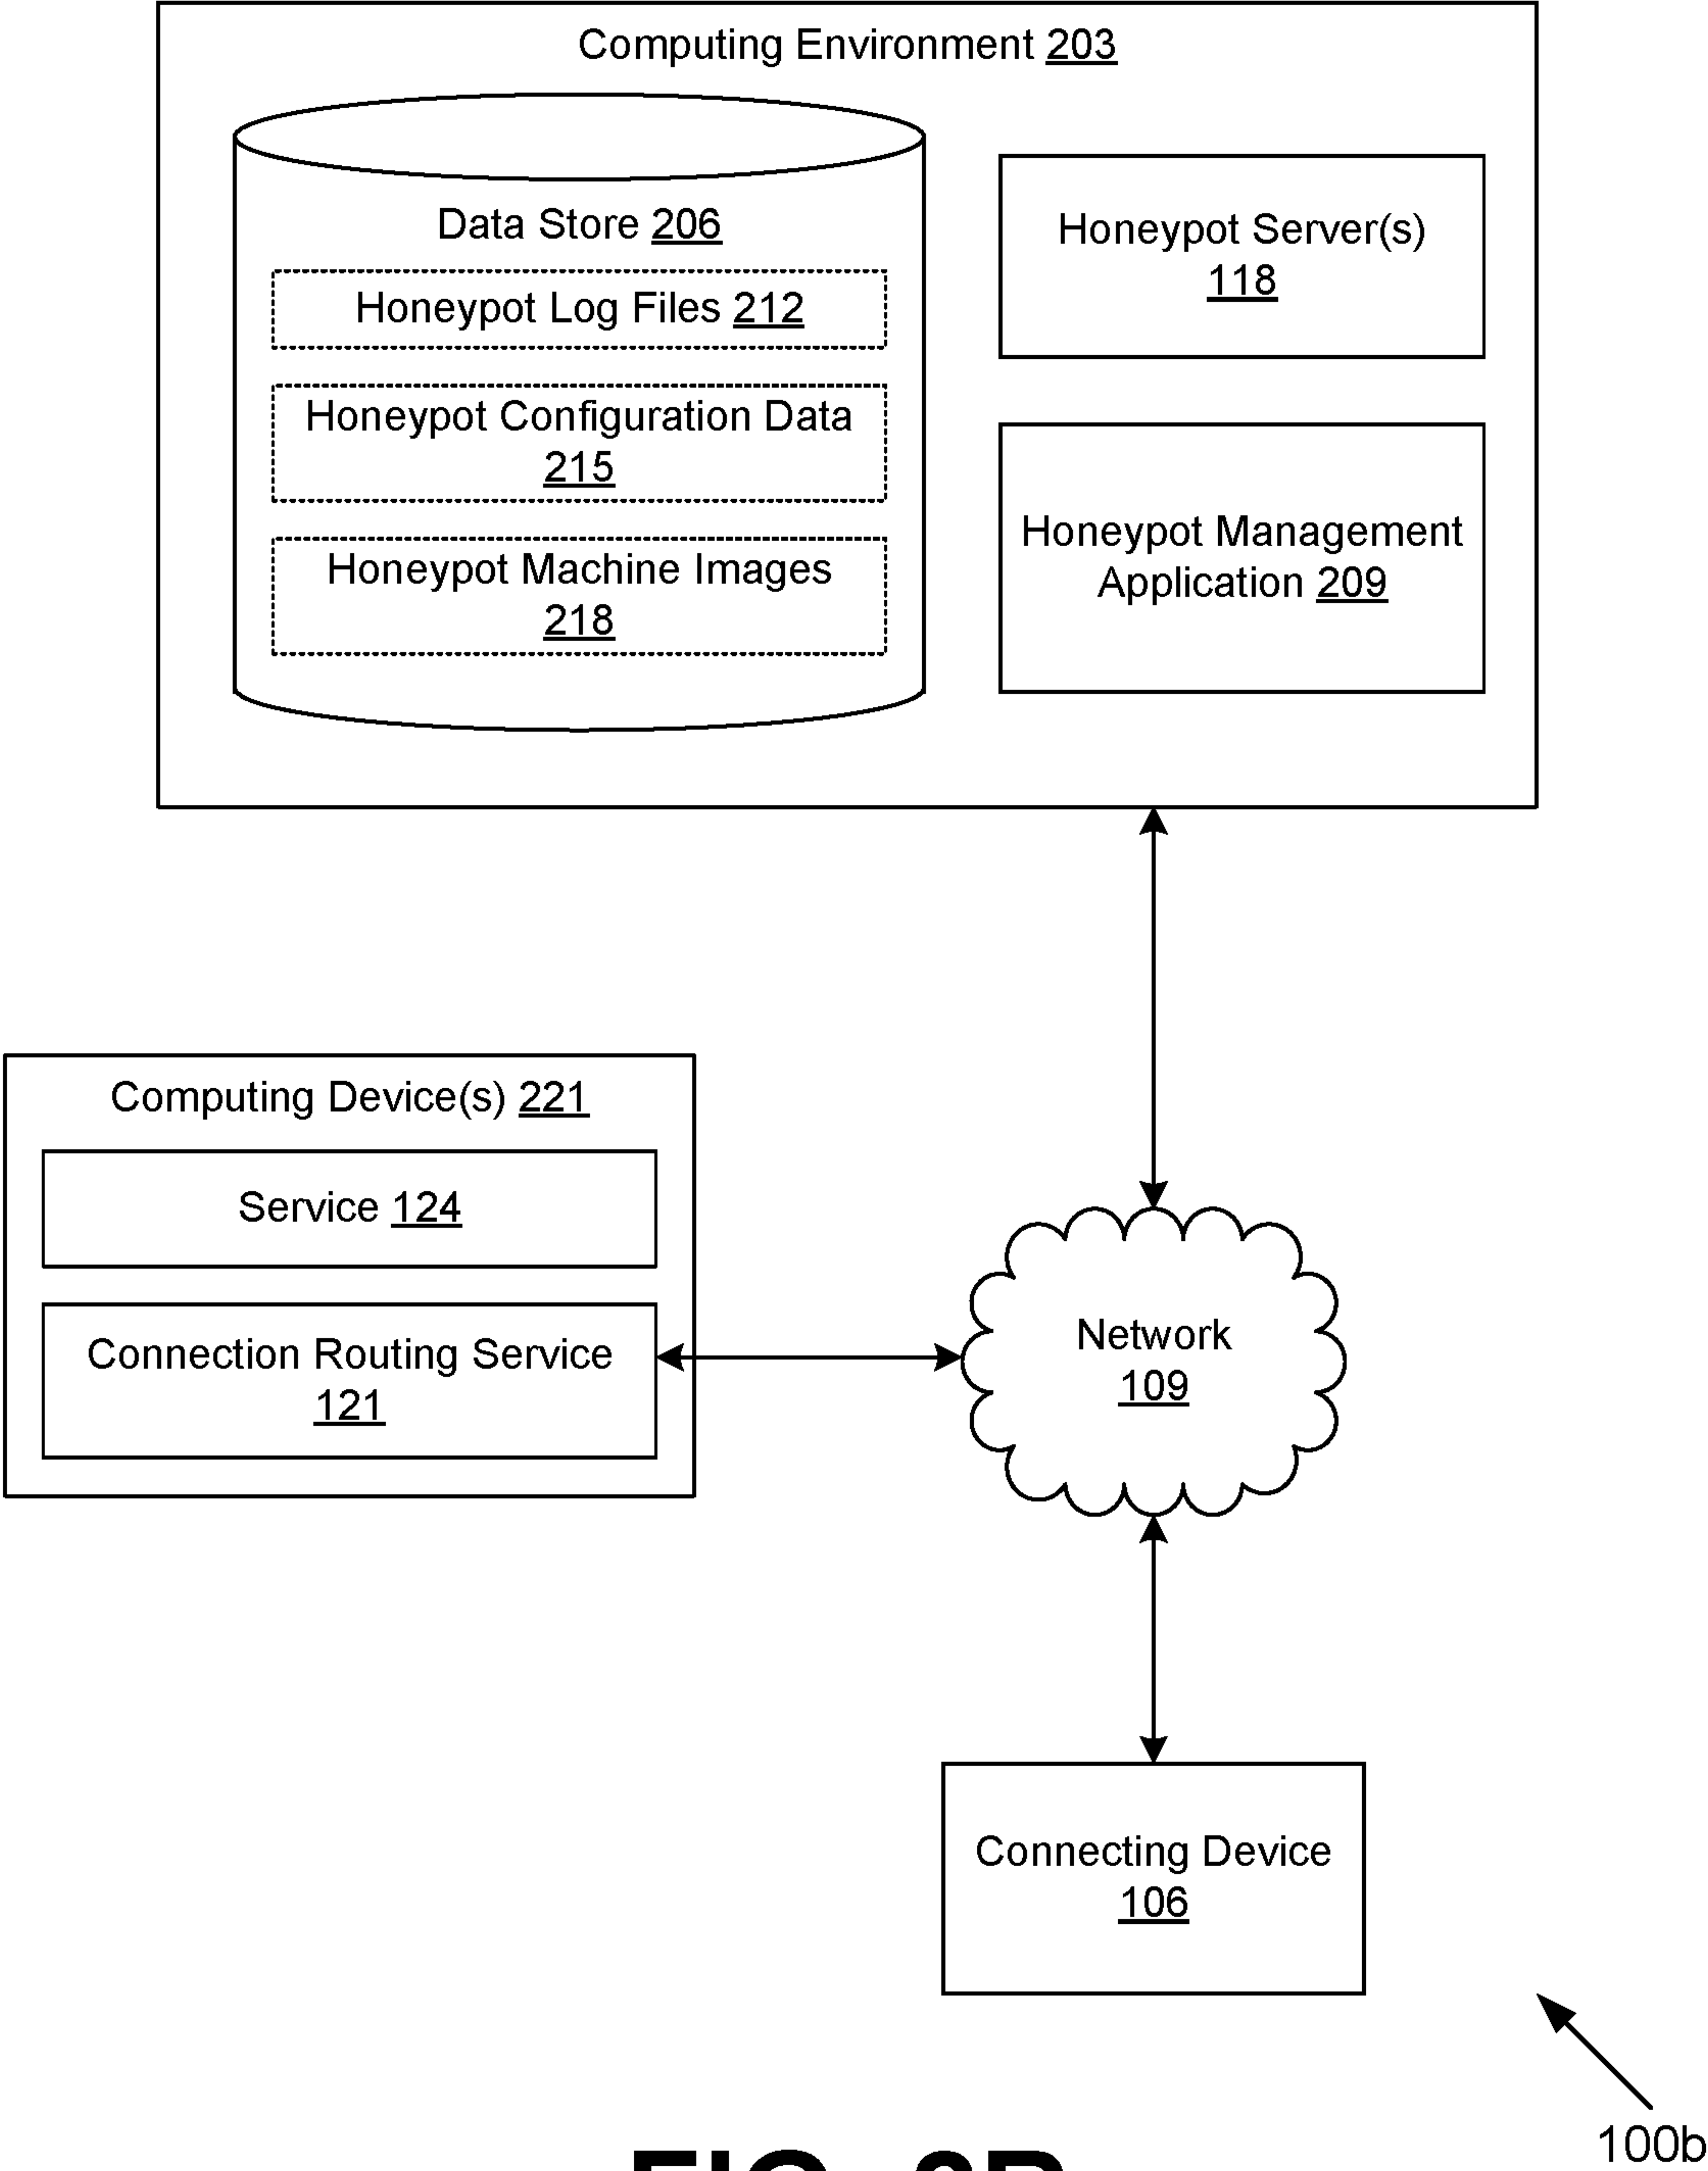 Computing Environment 203
Data Store 206
Honeypot Log Files 212
Honeypot Configuration Data
215
Honeypot Machine Images
218
Honeypot Server(s)
118
Honeypot Management
Application 209
Computing Device(s) 221
Service 124
Connection Routing Service
121
Network
109
Connecting Device
106
100b
FIG. 2B